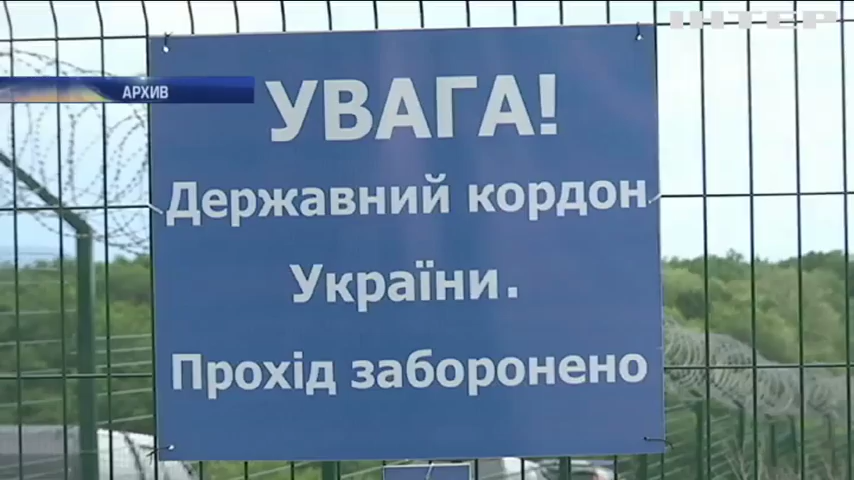 ІНТЕР
АРХИВ
УВАГА!
Державний кордон
України.
Прохід заборонено